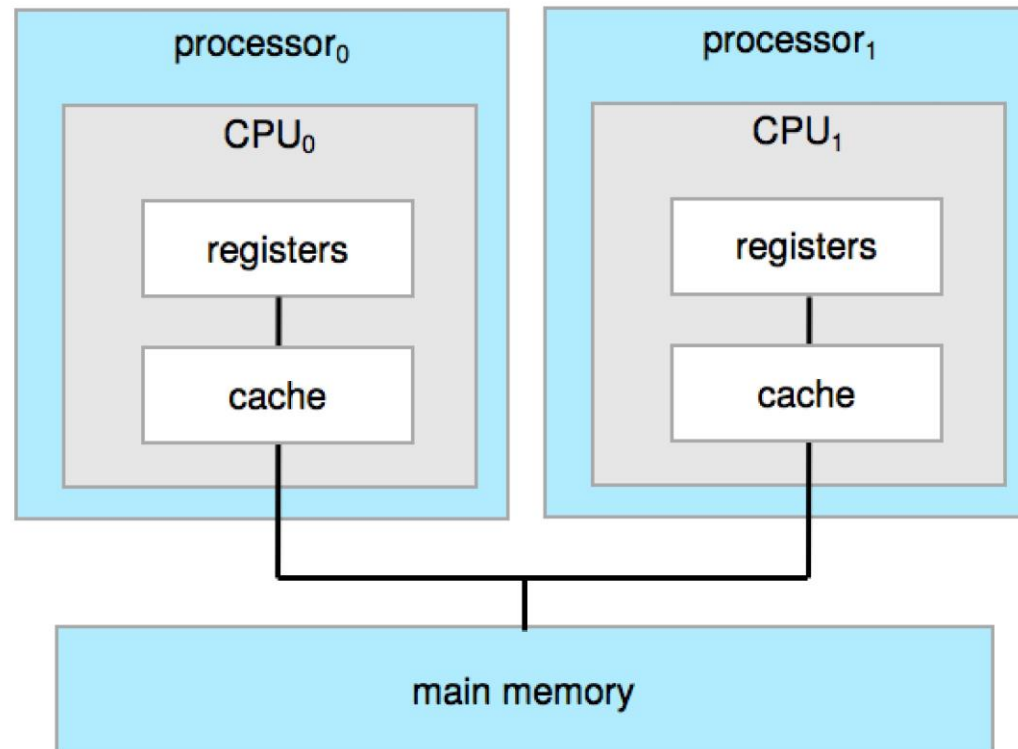 processor₀
processor₁
CPU₀
CPU₁
registers
registers
cache
cache
main memory